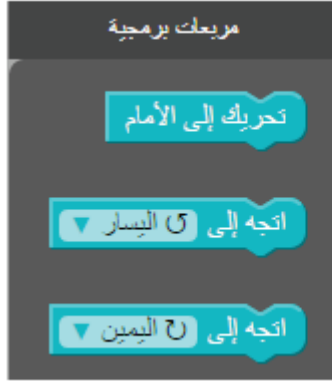 مربعات برمجية
تحريك إلى الأمام
اتجه إلى ↺ اليسار ▼
اتجه إلى ↻ اليمين ▼